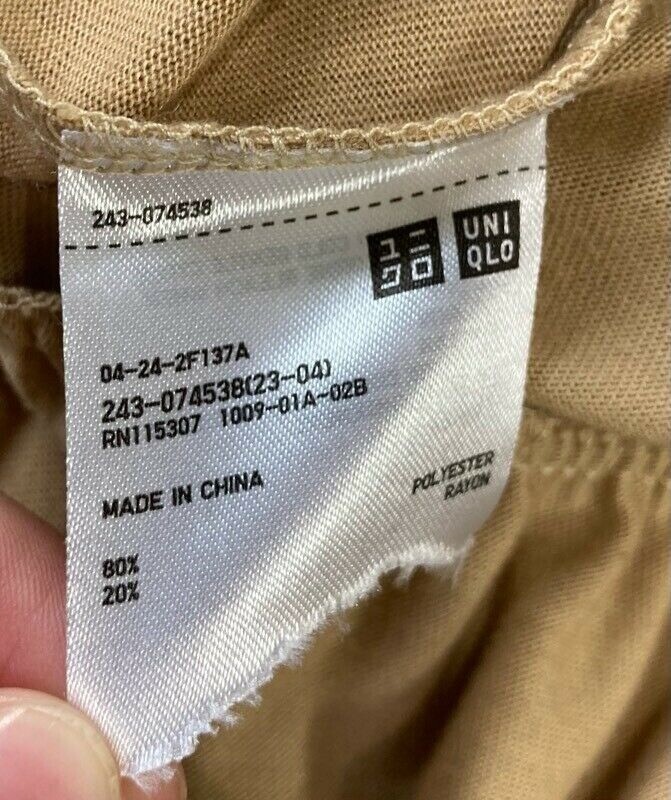 243-074538
ユニ UNI
クロ QLO
04-24-2F137A
243-074538(23-04)
RN115307 1009-01A-02B
MADE IN CHINA
80% POLYESTER
20% RAYON